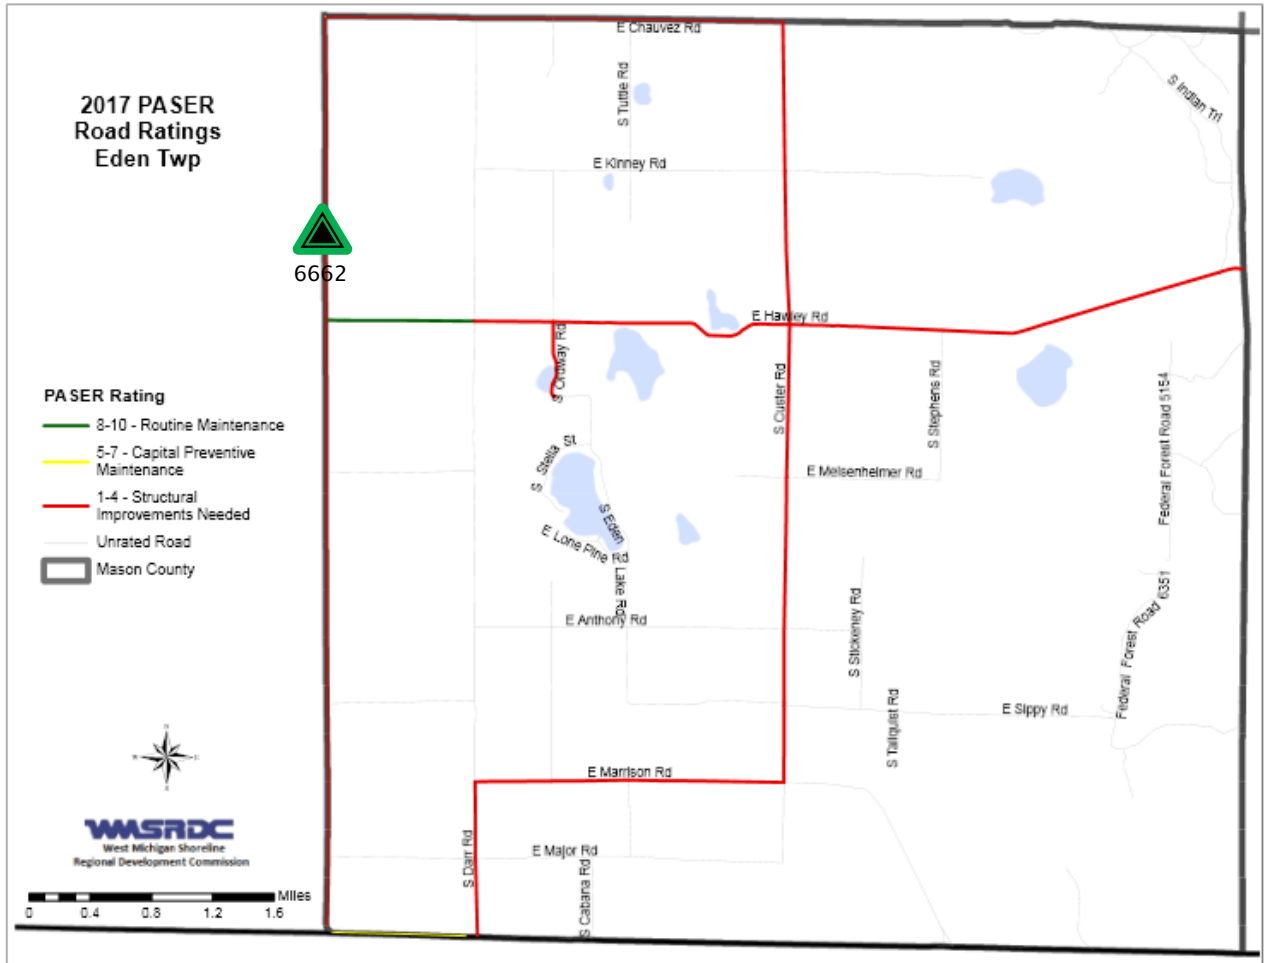 2017 PASER
Road Ratings
Eden Twp
E Chauvez Rd
S Tuttle Rd
S Indian Trl
E Kinney Rd
6662
E Hawley Rd
S Ordway Rd
S Custer Rd
S Stephens Rd
Federal Forest Road 5154
PASER Rating
8-10 - Routine Maintenance
5-7 - Capital Preventive
Maintenance
1-4 - Structural
Improvements Needed
Unrated Road
Mason County
S Stella St
E Meisenheimer Rd
S Eden Lake Rd
E Lone Pine Rd
E Anthony Rd
S Stickeney Rd
Federal Forest Road 6351
S Tallquist Rd
E Sippy Rd
N
W
E
S
E Marrison Rd
WMSRDC
West Michigan Shoreline
Regional Development Commission
S Darr Rd
E Major Rd
S Cabana Rd
Miles
0 0.4 0.8 1.2 1.6